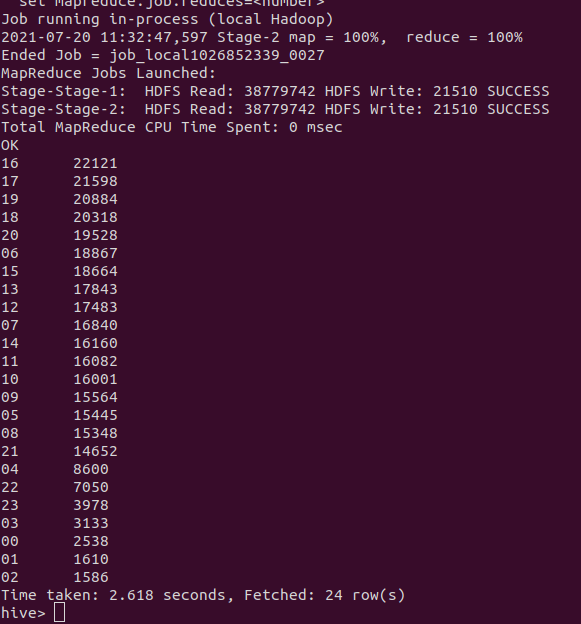 set mapreduce.job.reduces=<number>
Job running in-process (local Hadoop)
2021-07-20 11:32:47,597 Stage-2 map = 100%,  reduce = 100%
Ended Job = job_local1026852339_0027
MapReduce Jobs Launched:
Stage-Stage-1:  HDFS Read: 38779742 HDFS Write: 21510 SUCCESS
Stage-Stage-2:  HDFS Read: 38779742 HDFS Write: 21510 SUCCESS
Total MapReduce CPU Time Spent: 0 msec
OK
16	22121
17	21598
19	20884
18	20318
20	19528
06	18867
15	18664
13	17843
12	17483
07	16840
14	16160
11	16082
10	16001
09	15564
05	15445
08	15348
21	14652
04	8600
22	7050
23	3978
03	3133
00	2538
01	1610
02	1586
Time taken: 2.618 seconds, Fetched: 24 row(s)
hive>